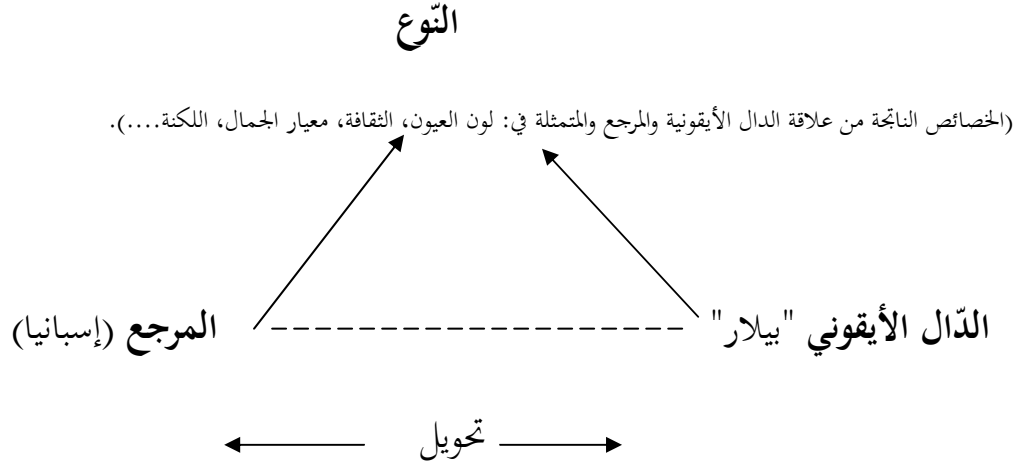 النّوع
(الخصائص الناتجة من علاقة الدال الأيقونية والمرجع والمتمثلة في: لون العيون، الثقافة، معيار الجمال، اللكنة....).
الدّال الأيقوني "بيلار" المرجع (إسبانيا)
تحويل